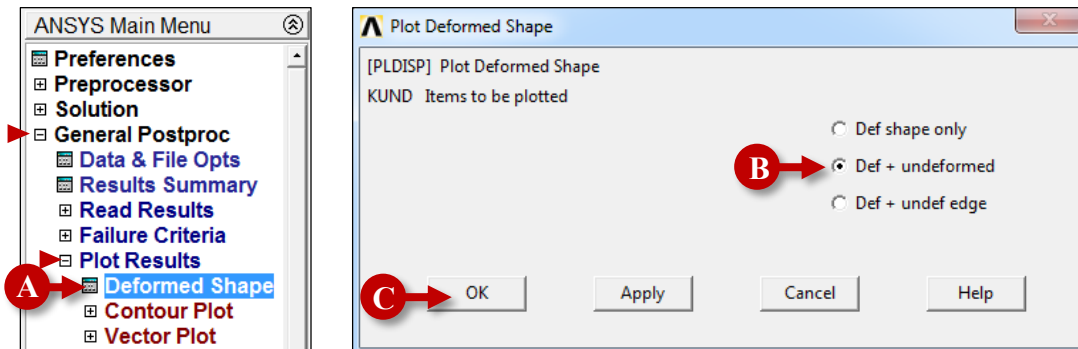 ANSYS Main Menu
Preferences
Preprocessor
Solution
General Postproc
Data & File Opts
Results Summary
Read Results
Failure Criteria
Plot Results
A
Deformed Shape
Contour Plot
Vector Plot
Plot Deformed Shape
[PLDISP] Plot Deformed Shape
KUND Items to be plotted
Def shape only
B Def + undeformed
Def + undef edge
C OK Apply Cancel Help